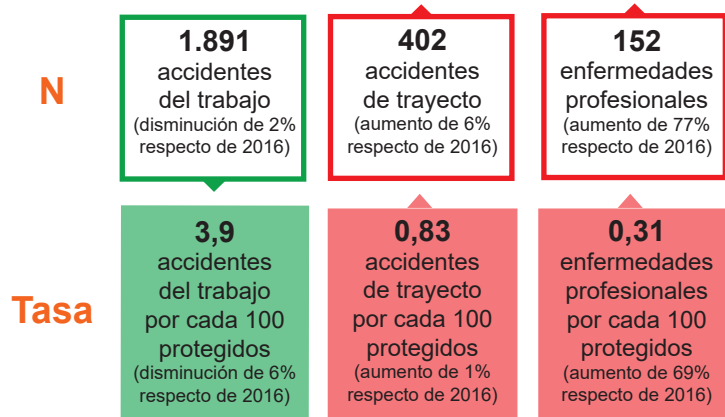 N
1.891
accidentes
del trabajo
(disminución de 2%
respecto de 2016)
402
accidentes
de trayecto
(aumento de 6%
respecto de 2016)
152
enfermedades
profesionales
(aumento de 77%
respecto de 2016)
Tasa
3,9
accidentes
del trabajo
por cada 100
protegidos
(disminución de 6%
respecto de 2016)
0,83
accidentes
de trayecto
por cada 100
protegidos
(aumento de 1%
respecto de 2016)
0,31
enfermedades
profesionales
por cada 100
protegidos
(aumento de 69%
respecto de 2016)